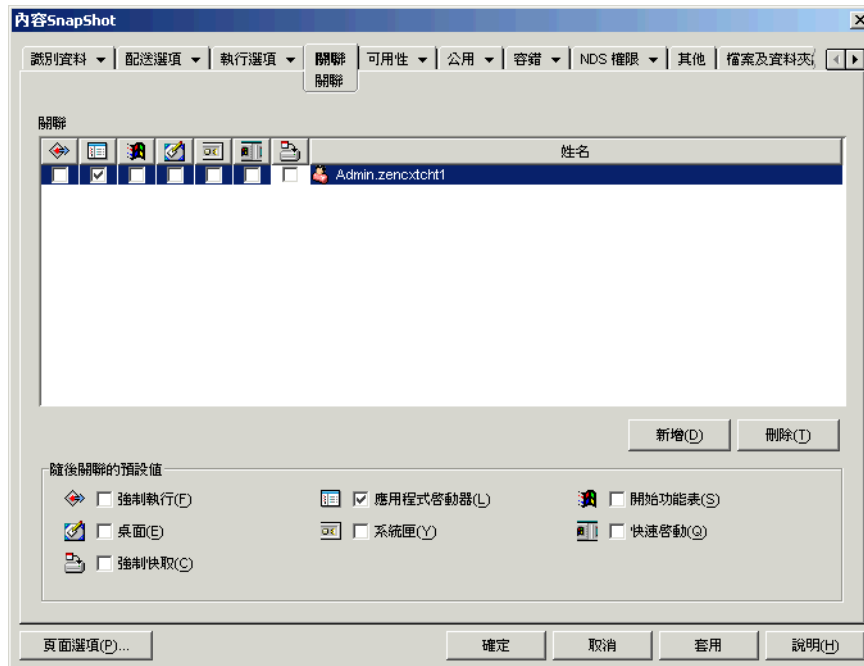 內容SnapShot
識別資料 配送選項 執行選項 關聯 可用性 公用 容錯 NDS 權限 其他 檔案及資料夾
關聯
關聯
姓名
Admin.zencxtcht1
新增(D) 刪除(T)
隨後關聯的預設值
強制執行(F) 應用程式啓動器(L) 開始功能表(S)
桌面(E) 系統匣(Y) 快速啓動(Q)
強制快取(C)
頁面選項(P)... 確定 取消 套用 說明(H)